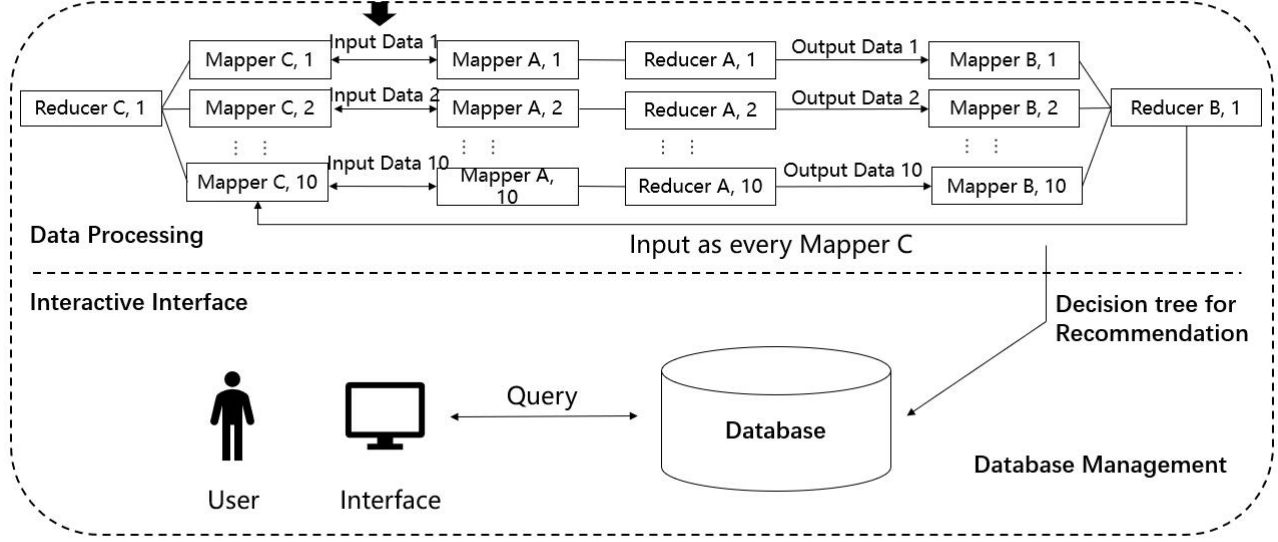 Input Data 1
Output Data 1
Mapper C, 1
Mapper A, 1
Reducer A, 1
Mapper B, 1
Reducer C, 1
Mapper C, 2
Input Data 2
Mapper A, 2
Reducer A, 2
Output Data 2
Mapper B, 2
Reducer B, 1
Input Data 10
Output Data 10
Mapper C, 10
Mapper A,
10
Reducer A, 10
Mapper B, 10
Data Processing
Input as every Mapper C
Interactive Interface
Decision tree for
Recommendation
Query
Database
Database Management
User
Interface